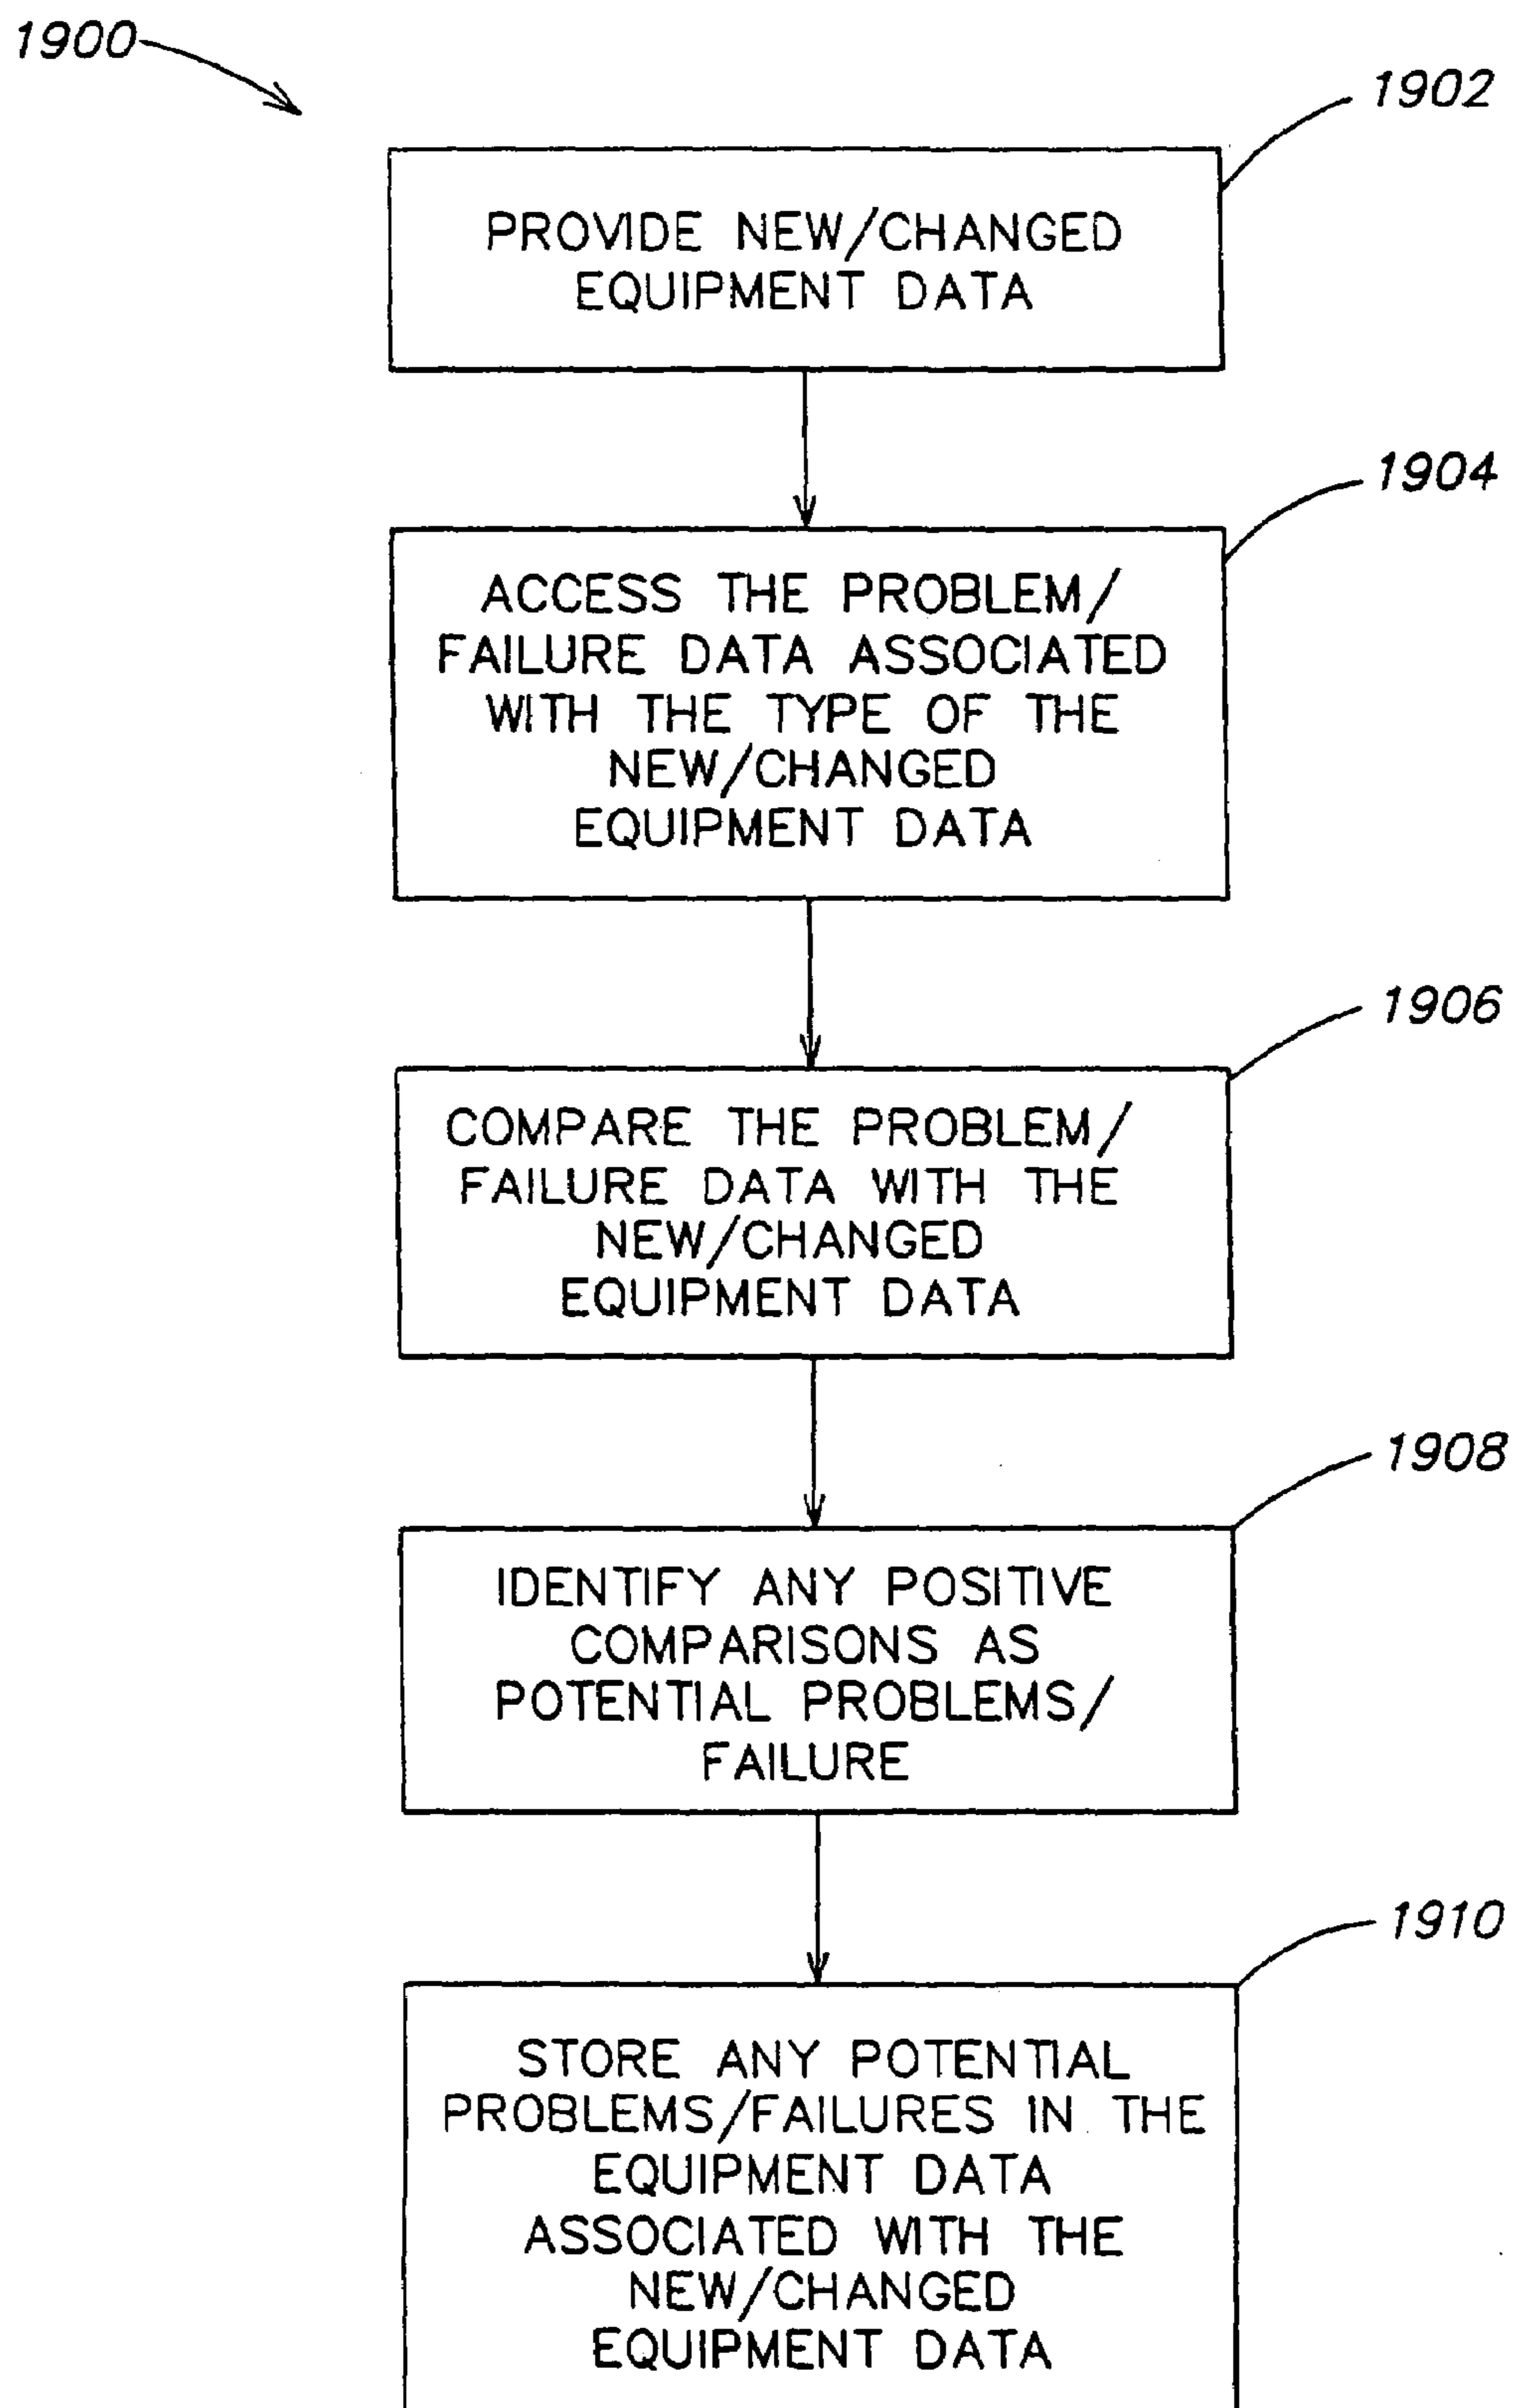 1900
1902
PROVIDE NEW/CHANGED
EQUIPMENT DATA
1904
ACCESS THE PROBLEM/
FAILURE DATA ASSOCIATED
WITH THE TYPE OF THE
NEW/CHANGED
EQUIPMENT DATA
1906
COMPARE THE PROBLEM/
FAILURE DATA WITH THE
NEW/CHANGED
EQUIPMENT DATA
1908
IDENTIFY ANY POSITIVE
COMPARISONS AS
POTENTIAL PROBLEMS/
FAILURE
1910
STORE ANY POTENTIAL
PROBLEMS/FAILURES IN THE
EQUIPMENT DATA
ASSOCIATED WITH THE
NEW/CHANGED
EQUIPMENT DATA